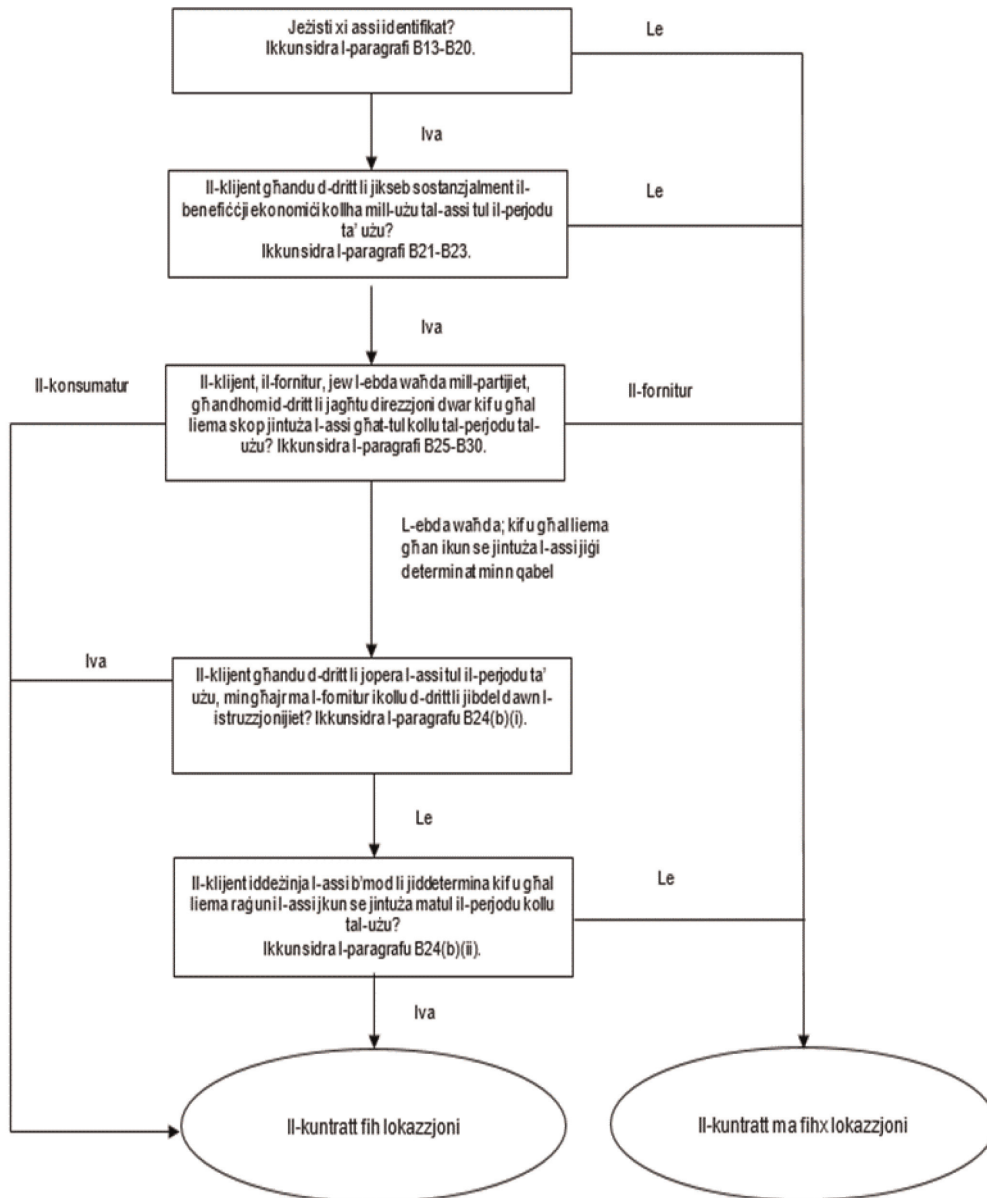 Jeżisti xi assi identifikat?
Ikkunsidra l-paragrafi B13-B20.
Le
Iva
Il-klijent għandu d-dritt li jikseb sostanzjalment il-
benefiċċji ekonomiċi kollha mill-użu tal-assi tul il-perjodu
ta' użu?
Ikkunsidra l-paragrafi B21-B23.
Le
Iva
Il-konsumatur
Il-klijent, il-fornitur, jew l-ebda waħda mill-partijiet,
għandhom id-dritt li jagħtu direzzjoni dwar kif u għal
liema skop jintuża l-assi għat-tul kollu tal-perjodu tal-
użu? Ikkunsidra l-paragrafi B25-B30.
Il-fornitur
L-ebda waħda; kif u għal liema
għan ikun se jintuża l-assi jiġi
determinat minn qabel
Iva
Il-klijent għandu d-dritt li jopera l-assi tul il-perjodu ta'
użu, mingħajr ma l-fornitur ikollu d-dritt li jibdel dawn l-
istruzzjonijiet? Ikkunsidra l-paragrafu B24(b)(i).
Le
Il-klijent iddeżinja l-assi b'mod li jiddetermina kif u għal
liema raġuni l-assi jkun se jintuża matul il-perjodu kollu
tal-użu?
Ikkunsidra l-paragrafu B24(b)(ii).
Le
Iva
Il-kuntratt fih lokazzjoni
Il-kuntratt ma fihx lokazzjoni